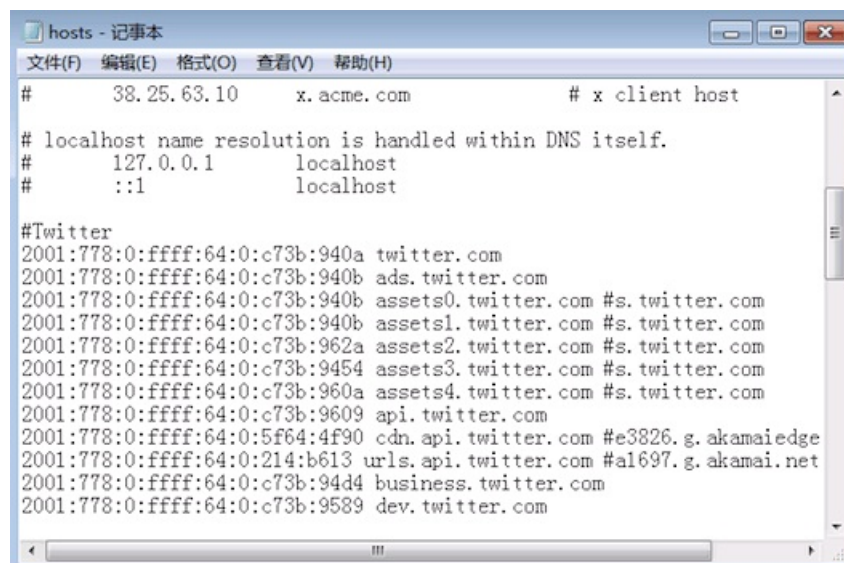 hosts - 记事本
文件(F) 编辑(E) 格式(O) 查看(V) 帮助(H)
# 38.25.63.10 x.acme.com # x client host
# localhost name resolution is handled within DNS itself.
# 127.0.0.1 localhost
# ::1 localhost
#Twitter
2001:778:0:ffff:64:0:c73b:940a twitter.com
2001:778:0:ffff:64:0:c73b:940b ads.twitter.com
2001:778:0:ffff:64:0:c73b:940b assets0.twitter.com #s.twitter.com
2001:778:0:ffff:64:0:c73b:940b assets1.twitter.com #s.twitter.com
2001:778:0:ffff:64:0:c73b:962a assets2.twitter.com #s.twitter.com
2001:778:0:ffff:64:0:c73b:9454 assets3.twitter.com #s.twitter.com
2001:778:0:ffff:64:0:c73b:960a assets4.twitter.com #s.twitter.com
2001:778:0:ffff:64:0:c73b:9609 api.twitter.com
2001:778:0:ffff:64:0:5f64:4f90 cdn.api.twitter.com #e3826.g.akamaiedge
2001:778:0:ffff:64:0:214:b613 urls.api.twitter.com #a1697.g.akamai.net
2001:778:0:ffff:64:0:c73b:94d4 business.twitter.com
2001:778:0:ffff:64:0:c73b:9589 dev.twitter.com